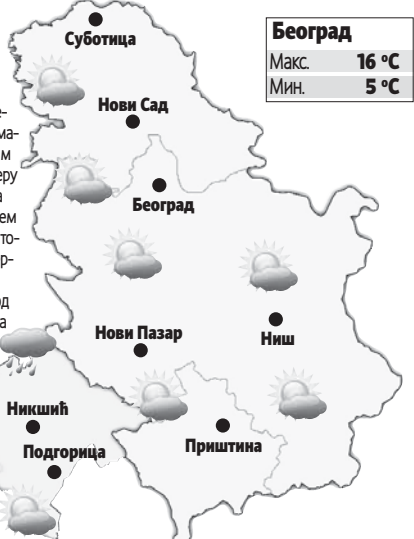 Суботица
Београд
Макс. 16 °C
Мин. 5 °C
Нови Сад
Београд
Нови Пазар
Ниш
Никшић
Подгорица
Приштина